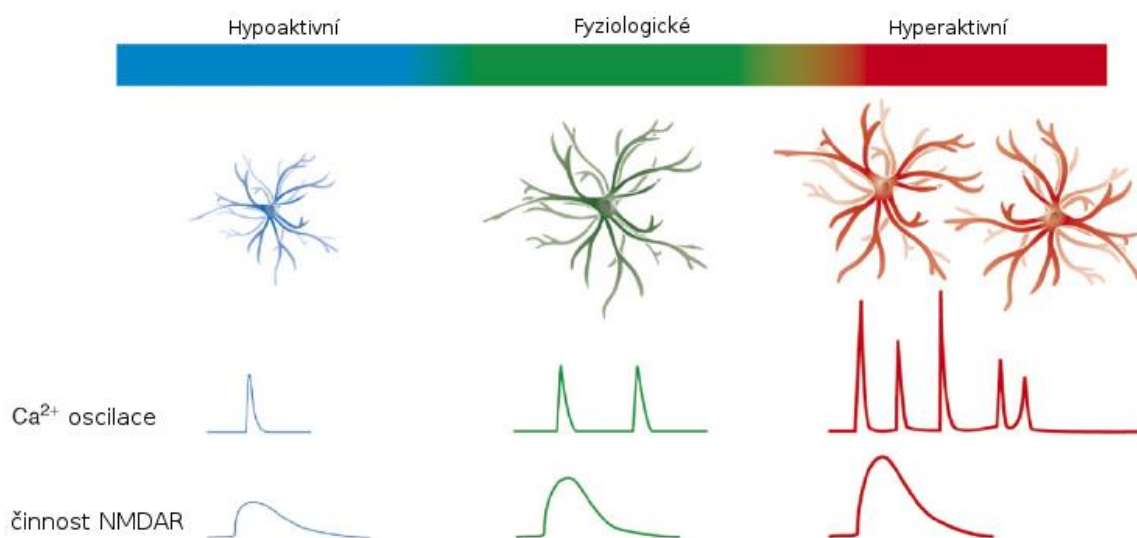 Hypoaktivní
Fyziologické
Hyperaktivní
Ca²⁺ oscilace
činnost NMDAR